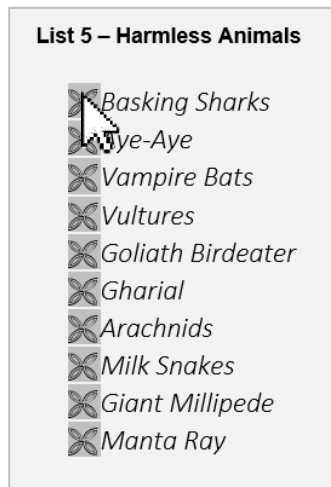 List 5 – Harmless Animals
Basking Sharks
Aye-Aye
Vampire Bats
Vultures
Goliath Birdeater
Gharial
Arachnids
Milk Snakes
Giant Millipede
Manta Ray